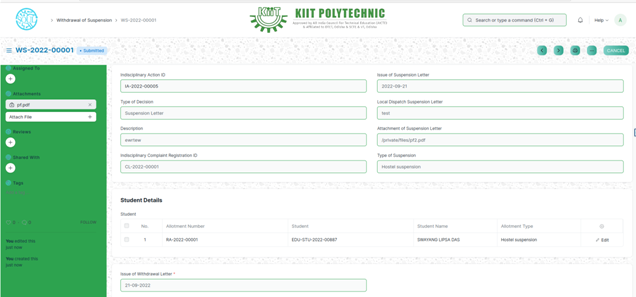 Withdrawal of Suspension > WS-2022-00001
KIIT POLYTECHNIC
Search or type a command (Ctrl + G)
Help
A
WS-2022-00001
Submitted
CANCEL
Assigned To
Attachments
pf.pdf
Attach File
Reviews
Shared With
Tags
FOLLOW
You edited this
just now
You created this
just now
Indisciplinary Action ID
IA-2022-00005
Issue of Suspension Letter
2022-09-21
Type of Decision
Suspension Letter
Local Dispatch Suspension Letter
test
Description
ewrtew
Attachment of Suspension Letter
/private/files/pf2.pdf
Indisciplinary Complaint Registration ID
CL-2022-00001
Type of Suspension
Hostel suspension
Student Details
Student
No. Allotment Number Student Student Name Allotment Type
1 RA-2022-00001 EDU-STU-2022-00887 SWAYANG LIPSA DAS Hostel suspension Edit
Issue of Withdrawal Letter *
21-09-2022